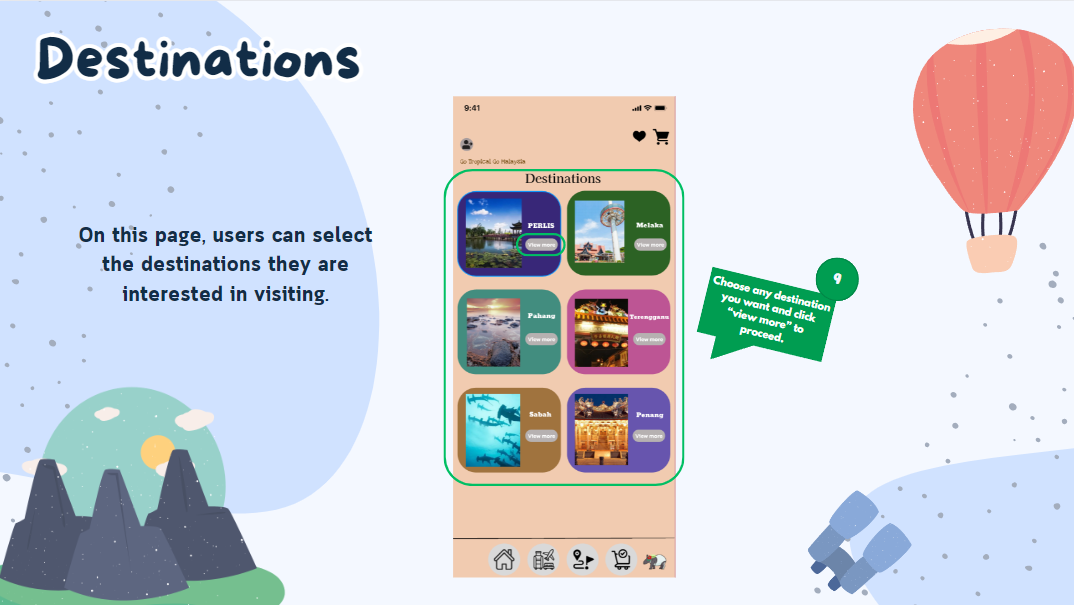 Destinations
On this page, users can select
the destinations they are
interested in visiting.
9:41
Go Tropical Go Malaysia
Destinations
PERLIS
View more
Melaka
View more
Pahang
View more
Terengganu
View more
Sabah
View more
Penang
View more
9
Choose any destination
you want and click
"view more" to
proceed.